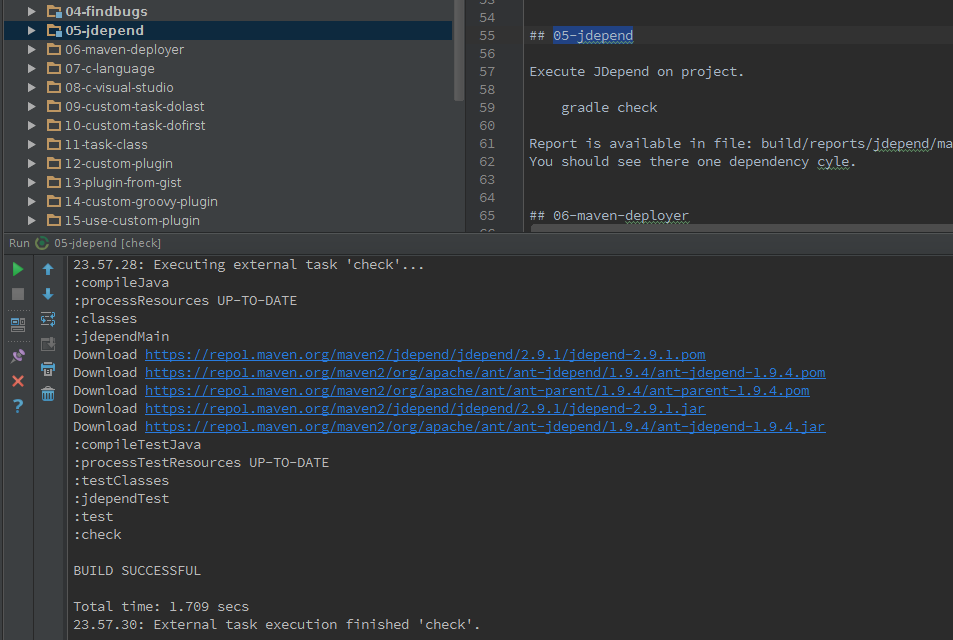 04-findbugs
05-jdepend
06-maven-deployer
07-c-language
08-c-visual-studio
09-custom-task-dolast
10-custom-task-dofirst
11-task-class
12-custom-plugin
13-plugin-from-gist
14-custom-groovy-plugin
15-use-custom-plugin
54
55 ## 05-jdepend
56
57 Execute JDepend on project.
58
59 gradle check
60
61 Report is available in file: build/reports/jdepend/ma
62 You should see there one dependency cyle.
63
64
65 ## 06-maven-deployer
Run 05-jdepend [check]
23.57.28: Executing external task 'check'...
:compileJava
:processResources UP-TO-DATE
:classes
:jdependMain
Download https://repo1.maven.org/maven2/jdepend/jdepend/2.9.1/jdepend-2.9.1.pom
Download https://repo1.maven.org/maven2/org/apache/ant/ant-jdepend/1.9.4/ant-jdepend-1.9.4.pom
Download https://repo1.maven.org/maven2/org/apache/ant/ant-parent/1.9.4/ant-parent-1.9.4.pom
Download https://repo1.maven.org/maven2/jdepend/jdepend/2.9.1/jdepend-2.9.1.jar
Download https://repo1.maven.org/maven2/org/apache/ant/ant-jdepend/1.9.4/ant-jdepend-1.9.4.jar
:compileTestJava
:processTestResources UP-TO-DATE
:testClasses
:jdependTest
:test
:check
BUILD SUCCESSFUL
Total time: 1.709 secs
23.57.30: External task execution finished 'check'.